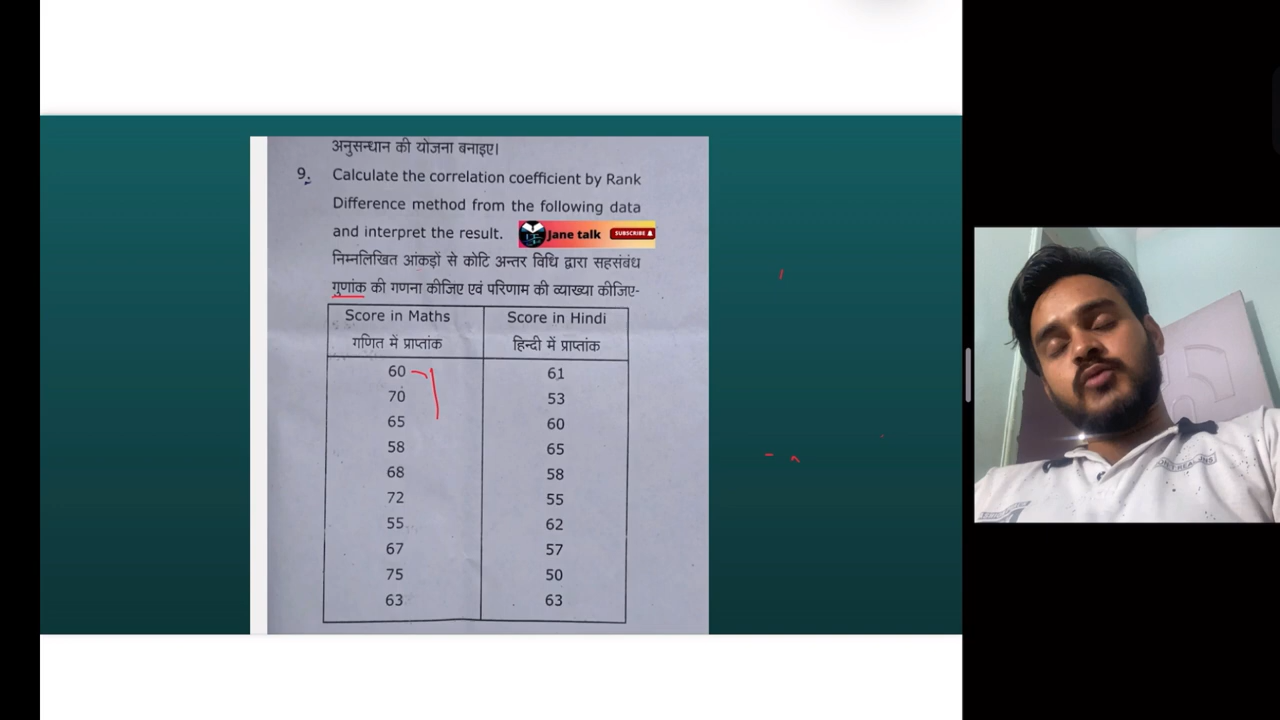 अनुसन्धान की योजना बनाइए।
9. Calculate the correlation coefficient by Rank
Difference method from the following data
and interpret the result.
Jane talk SUBSCRIBE
निम्नलिखित आंकड़ों से कोटि अन्तर विधि द्वारा सहसंबंध
गुणांक की गणना कीजिए एवं परिणाम की व्याख्या कीजिए-
Score in Maths Score in Hindi
गणित में प्राप्तांक हिन्दी में प्राप्तांक
60 61
70 53
65 60
58 65
68 58
72 55
55 62
67 57
75 50
63 63